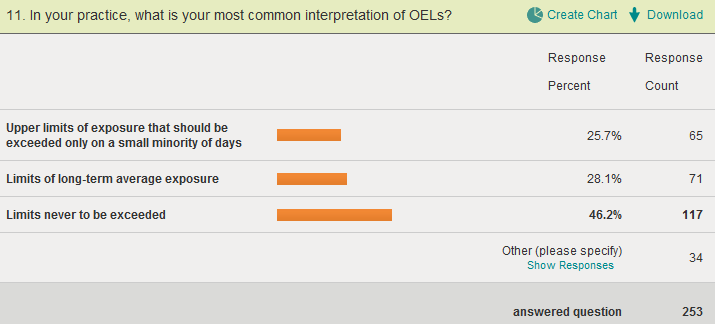 11. In your practice, what is your most common interpretation of OELs? Create Chart Download
Response Response
Percent Count
Upper limits of exposure that should be
exceeded only on a small minority of days 25.7% 65
Limits of long-term average exposure 28.1% 71
Limits never to be exceeded 46.2% 117
Other (please specify)
Show Responses 34
answered question 253